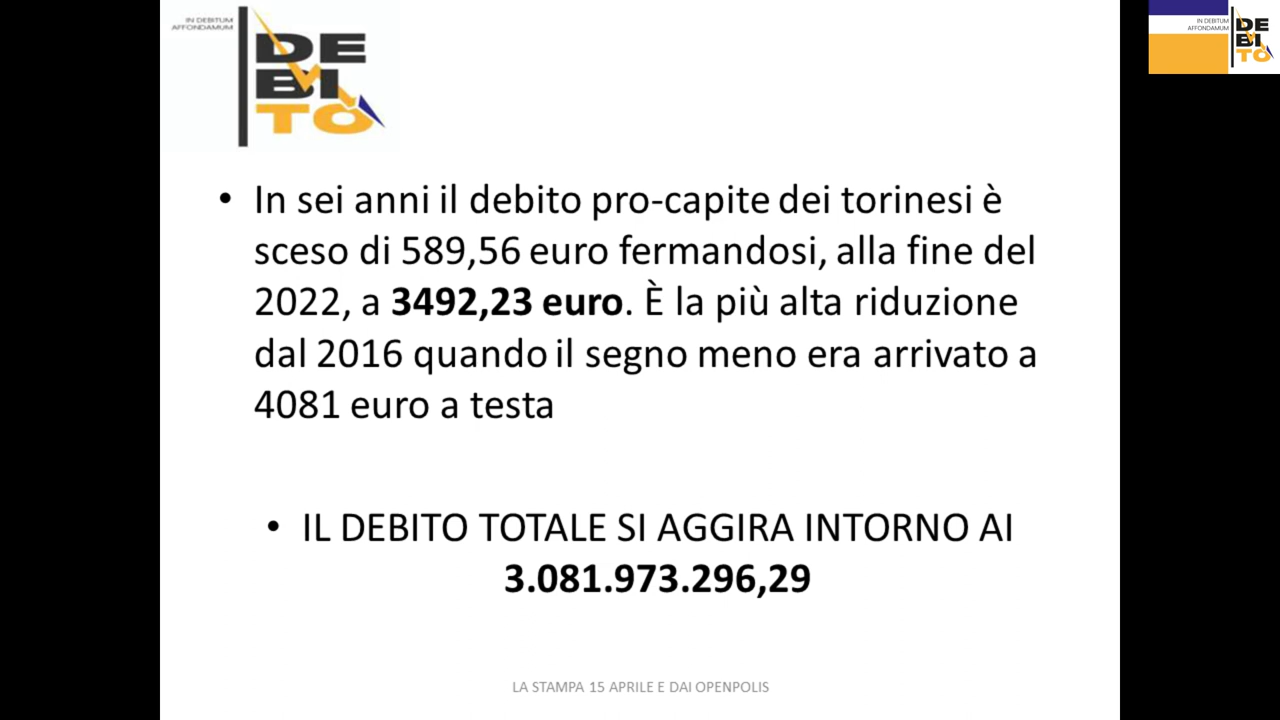 IN DEBITUM
AFFONDAMUM
DE
BI
TO
IN DEBITUM
AFFONDAMUM
DE
BI
TO
• In sei anni il debito pro-capite dei torinesi è
sceso di 589,56 euro fermandosi, alla fine del
2022, a 3492,23 euro. È la più alta riduzione
dal 2016 quando il segno meno era arrivato a
4081 euro a testa
• IL DEBITO TOTALE SI AGGIRA INTORNO AI
3.081.973.296,29
LA STAMPA 15 APRILE E DAI OPENPOLIS